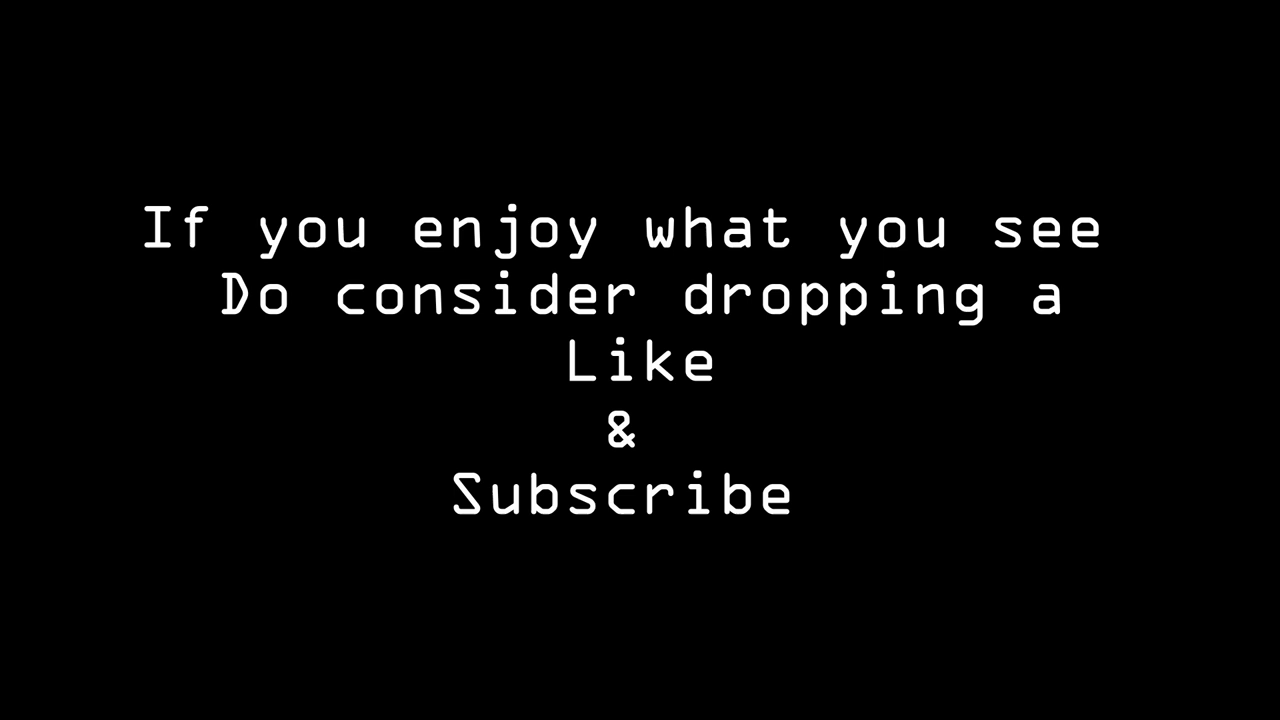 If you enjoy what you see
Do consider dropping a
Like
&
Subscribe